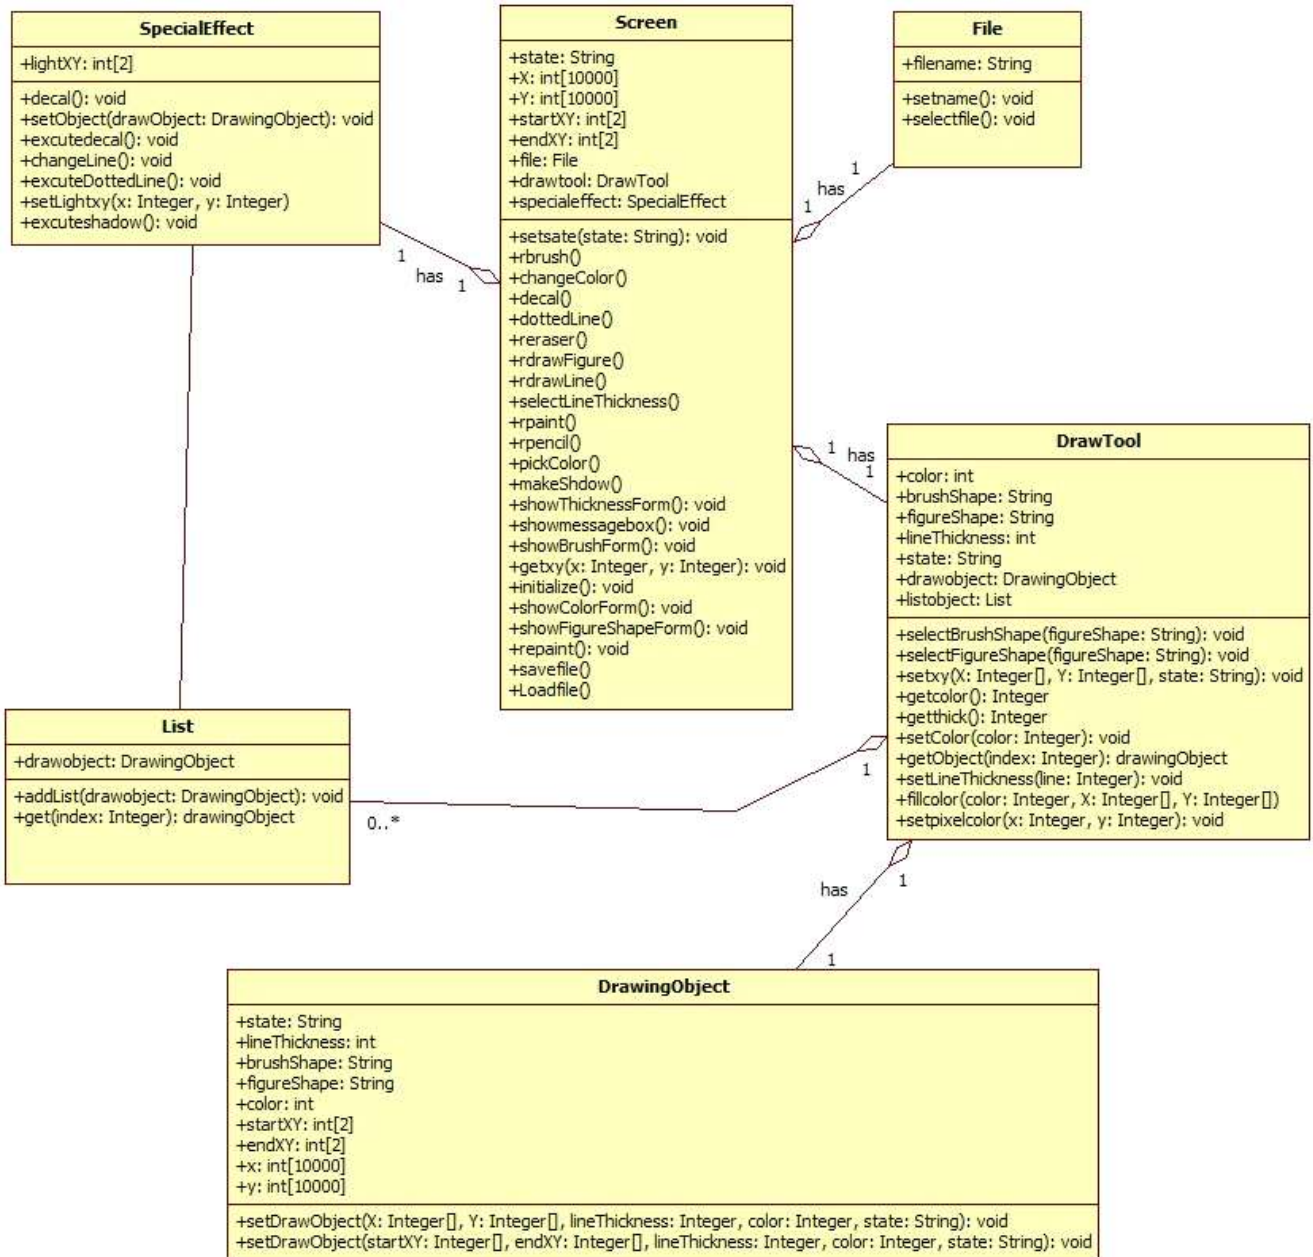 SpecialEffect
+lightXY: int[2]
+decal(): void
+setObject(drawObject: DrawingObject): void
+excutedecal(): void
+changeLine(): void
+excuteDottedLine(): void
+setLightxy(x: Integer, y: Integer)
+excuteshadow(): void
Screen
+state: String
+X: int[10000]
+Y: int[10000]
+startXY: int[2]
+endXY: int[2]
+file: File
+drawtool: DrawTool
+specialeffect: SpecialEffect
+setsate(state: String): void
+rbrush()
+changeColor()
+decal()
+dottedLine()
+reraser()
+rdrawFigure()
+rdrawLine()
+selectLineThickness()
+rpaint()
+rpencil()
+pickColor()
+makeShdow()
+showThicknessForm(): void
+showmessagebox(): void
+showBrushForm(): void
+getxy(x: Integer, y: Integer): void
+initialize(): void
+showColorForm(): void
+showFigureShapeForm(): void
+repaint(): void
+savefile()
+Loadfile()
File
+filename: String
+setname(): void
+selectfile(): void
1
has
1
1
has
1
1
has
1
DrawTool
+color: int
+brushShape: String
+figureShape: String
+lineThickness: int
+state: String
+drawobject: DrawingObject
+listobject: List
+selectBrushShape(figureShape: String): void
+selectFigureShape(figureShape: String): void
+setxy(X: Integer[], Y: Integer[], state: String): void
+getcolor(): Integer
+getthick(): Integer
+setColor(color: Integer): void
+getObject(index: Integer): drawingObject
+setLineThickness(line: Integer): void
+fillcolor(color: Integer, X: Integer[], Y: Integer[])
+setpixelcolor(x: Integer, y: Integer): void
List
+drawobject: DrawingObject
+addList(drawobject: DrawingObject): void
+get(index: Integer): drawingObject
0..*
1
1
has
1
DrawingObject
+state: String
+lineThickness: int
+brushShape: String
+figureShape: String
+color: int
+startXY: int[2]
+endXY: int[2]
+x: int[10000]
+y: int[10000]
+setDrawObject(X: Integer[], Y: Integer[], lineThickness: Integer, color: Integer, state: String): void
+setDrawObject(startXY: Integer[], endXY: Integer[], lineThickness: Integer, color: Integer, state: String): void